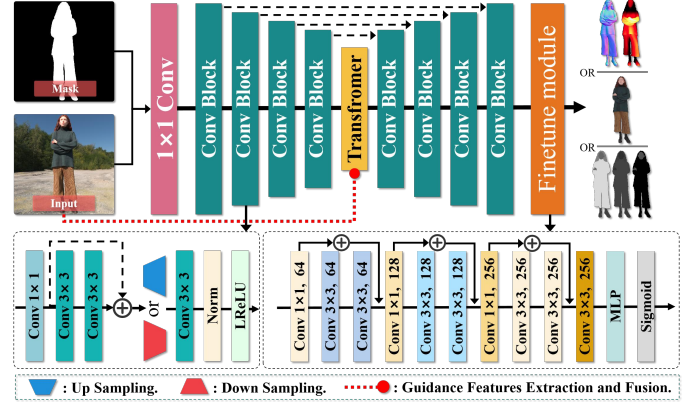 Mask
Input
1×1 Conv
Conv Block
Conv Block
Conv Block
Conv Block
Transfromer
Conv Block
Conv Block
Conv Block
Conv Block
Finetune module
OR
OR
Conv 1×1
Conv 3×3
Conv 3×3
or
Conv 3×3
Norm
LReLU
Conv 1×1, 64
Conv 3×3, 64
Conv 3×3, 64
Conv 1×1, 128
Conv 3×3, 128
Conv 3×3, 128
Conv 1×1, 256
Conv 3×3, 256
Conv 3×3, 256
Conv 3×3, 256
MLP
Sigmoid
: Up Sampling.
: Down Sampling.
: Guidance Features Extraction and Fusion.